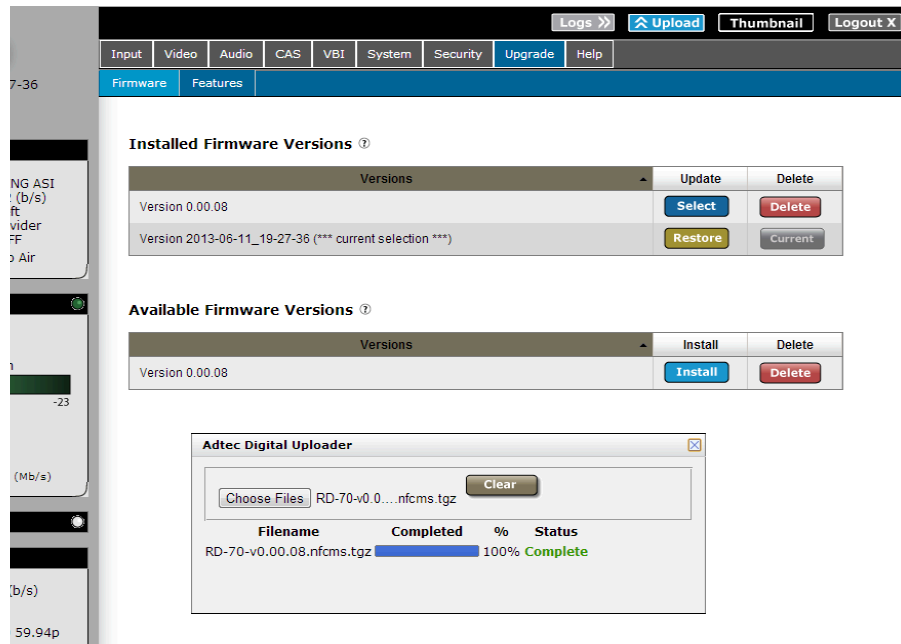 Logs Upload Thumbnail Logout X
Input Video Audio CAS VBI System Security Upgrade Help
Firmware Features
7-36
NG ASI
(b/s)
ft
vider
FF
Air
-23
(Mb/s)
(b/s)
59.94p
Installed Firmware Versions ?
Versions Update Delete
Version 0.00.08 Select Delete
Version 2013-06-11_19-27-36 (*** current selection ***) Restore Current
Available Firmware Versions ?
Versions Install Delete
Version 0.00.08 Install Delete
Adtec Digital Uploader X
Choose Files RD-70-v0.0....nfcms.tgz Clear
Filename Completed % Status
RD-70-v0.00.08.nfcms.tgz 100% Complete